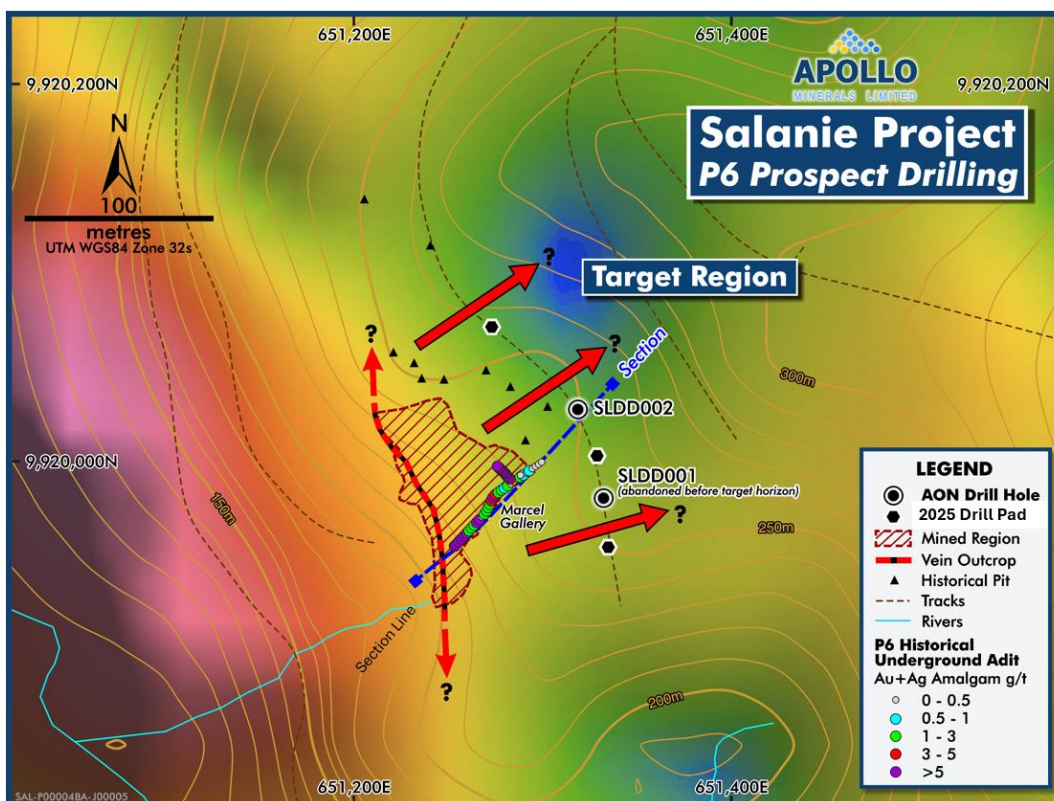 651,200E
651,400E
9,920,200N
9,920,200N
APOLLO
MINERALS LIMITED
Salanie Project
P6 Prospect Drilling
N
100
metres
UTM WGS84 Zone 32s
?
Target Region
?
?
Section
300m
SLDD002
9,920,000N
SLDD001
(abandoned before target horizon)
Marcel
Gallery
?
250m
150m
Section Line
?
200m
651,200E
651,400E
LEGEND
AON Drill Hole
2025 Drill Pad
Mined Region
Vein Outcrop
Historical Pit
Tracks
Rivers
P6 Historical
Underground Adit
Au+Ag Amalgam g/t
0 - 0.5
0.5 - 1
1 - 3
3 - 5
>5
SAL-P00004BA-J00005